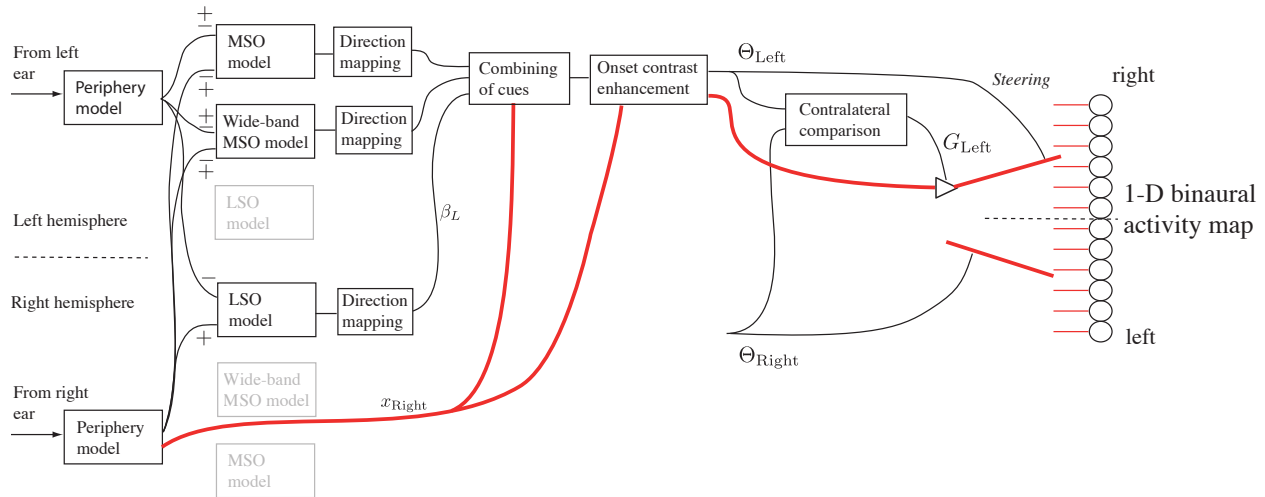 From left
ear
Periphery
model
±
∓
MSO
model
Direction
mapping
±
∓
Wide-band
MSO model
Direction
mapping
LSO
model
Left hemisphere
Right hemisphere
−
+
LSO
model
Direction
mapping
β_L
Combining
of cues
Onset contrast
enhancement
Θ_Left
Contralateral
comparison
G_Left
Steering
right
1-D binaural
activity map
left
Θ_Right
From right
ear
Periphery
model
Wide-band
MSO model
x_Right
MSO
model